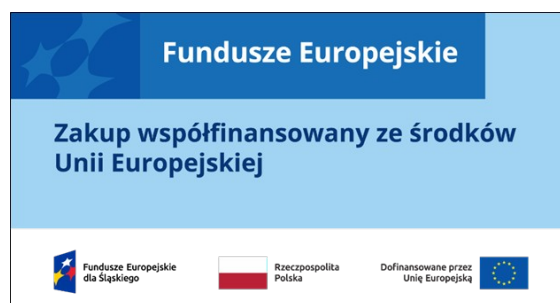 Fundusze Europejskie
Zakup współfinansowany ze środków
Unii Europejskiej
Fundusze Europejskie
dla Śląskiego
Rzeczpospolita
Polska
Dofinansowane przez
Unię Europejską